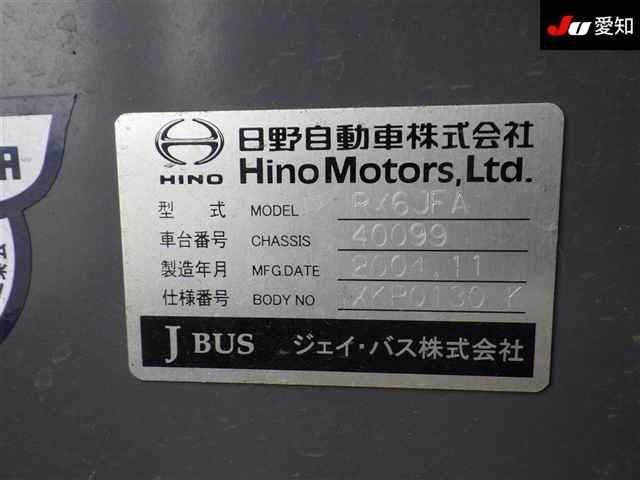 JU 愛知
日野自動車株式会社
HINO Hino Motors, Ltd.
型 式 MODEL RX6JFA
車台番号 CHASSIS 40099
製造年月 MFG.DATE 2004.11
仕様番号 BODY NO XKP0130 K
J BUS ジェイ・バス株式会社